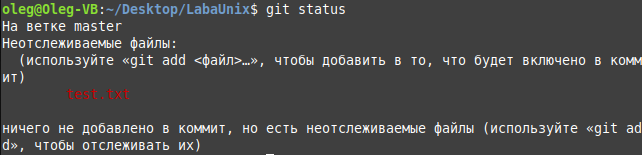 oleg@Oleg-VB:~/Desktop/LabaUnix$ git status
На ветке master
Неотслеживаемые файлы:
(используйте «git add <файл>…», чтобы добавить в то, что будет включено в комм
ит)
ничего не добавлено в коммит, но есть неотслеживаемые файлы (используйте «git ad
d», чтобы отслеживать их)